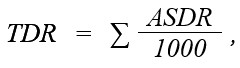 TDR = ∑ ASDR / 1000 ,